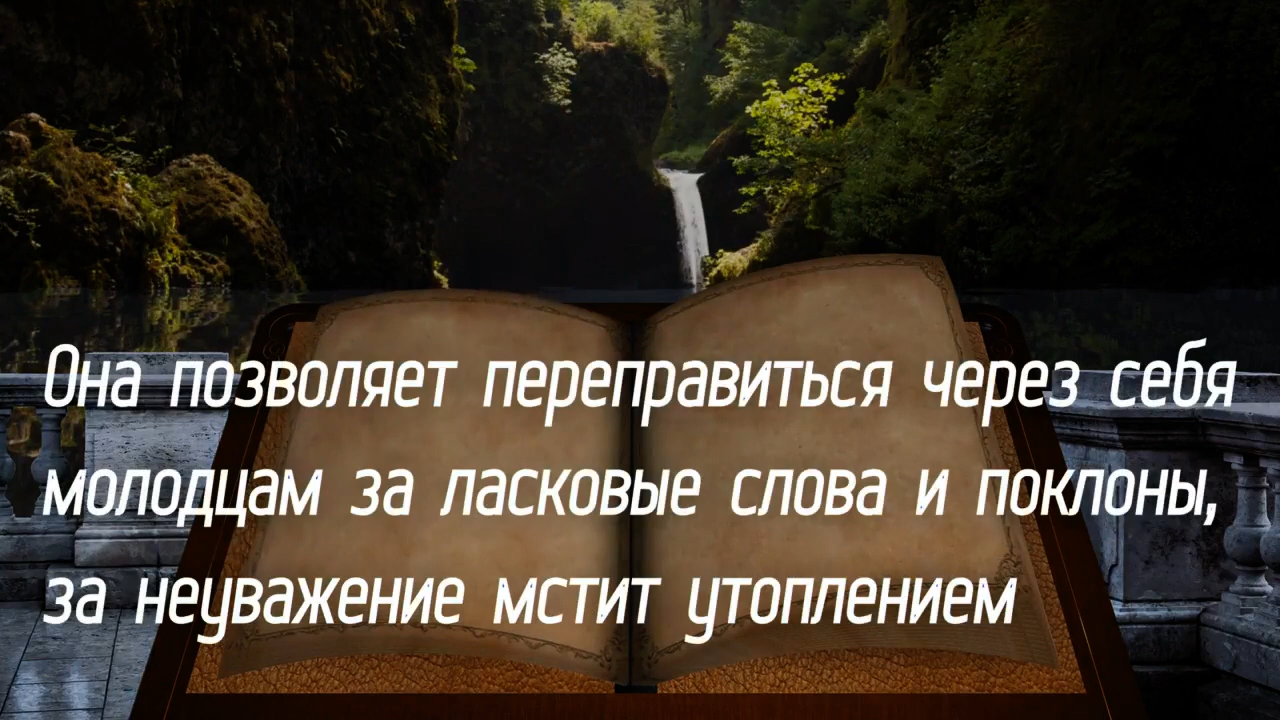 Она позволяет переправиться через себя
молодцам за ласковые слова и поклоны,
за неуважение мстит утоплением